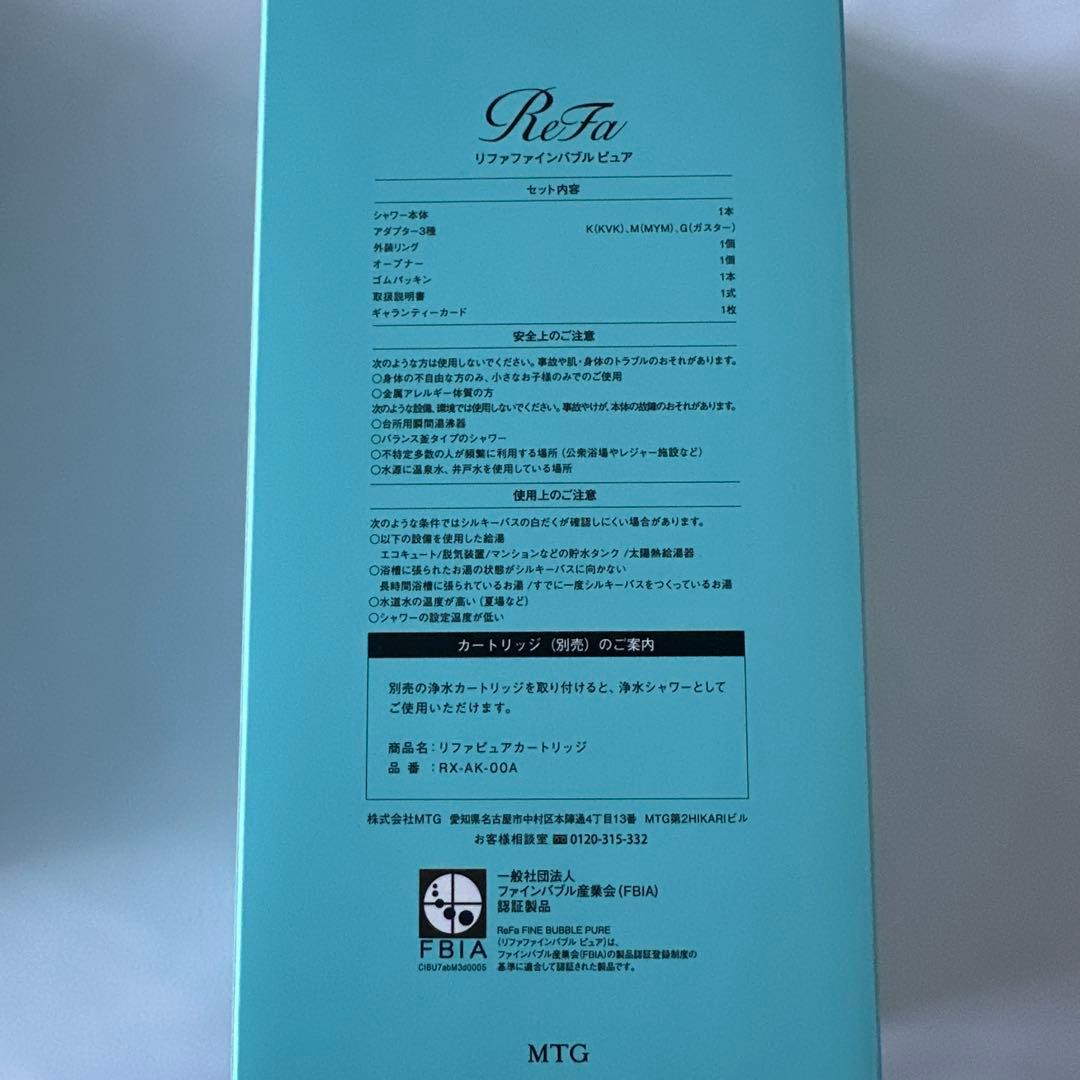 ReFa
リファファインバブル ピュア
セット内容
シャワー本体 1本
アダプター3種 K(KVK)、M(MYM)、G(ガスター)
外装リング 1個
オープナー 1個
ゴムパッキン 1本
取扱説明書 1式
ギャランティーカード 1枚
安全上のご注意
次のような方は使用しないでください。事故や肌・身体のトラブルのおそれがあります。
○身体の不自由な方のみ、小さなお子様のみでのご使用
○金属アレルギー体質の方
次のような設備、環境では使用しないでください。事故やけが、本体の故障のおそれがあります。
○台所用瞬間湯沸器
○バランス釜タイプのシャワー
○不特定多数の人が頻繁に利用する場所（公衆浴場やレジャー施設など）
○水源に温泉水、井戸水を使用している場所
使用上のご注意
次のような条件ではシルキーバスの白だくが確認しにくい場合があります。
○以下の設備を使用した給湯
エコキュート/脱気装置/マンションなどの貯水タンク/太陽熱給湯器
○浴槽に張られたお湯の状態がシルキーバスに向かない
長時間浴槽に張られているお湯/すでに一度シルキーバスをつくっているお湯
○水道水の温度が高い（夏場など）
○シャワーの設定温度が低い
カートリッジ（別売）のご案内
別売の浄水カートリッジを取り付けると、浄水シャワーとして
ご使用いただけます。
商品名：リファピュアカートリッジ
品番：RX-AK-00A
株式会社MTG 愛知県名古屋市中村区本陣通4丁目13番 MTG第2HIKARIビル
お客様相談室 0120-315-332
一般社団法人
ファインバブル産業会(FBIA)
認証製品
FBIA
CIBU7abM3d0005
ReFa FINE BUBBLE PURE
(リファファインバブル ピュア)は、
ファインバブル産業会(FBIA)の製品認証登録制度の
基準に適合して認証された製品です。
MTG